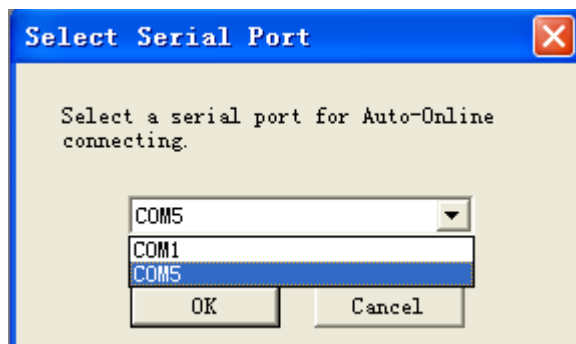 Select Serial Port
Select a serial port for Auto-Online
connecting.
COM5
COM1
COM5
OK Cancel